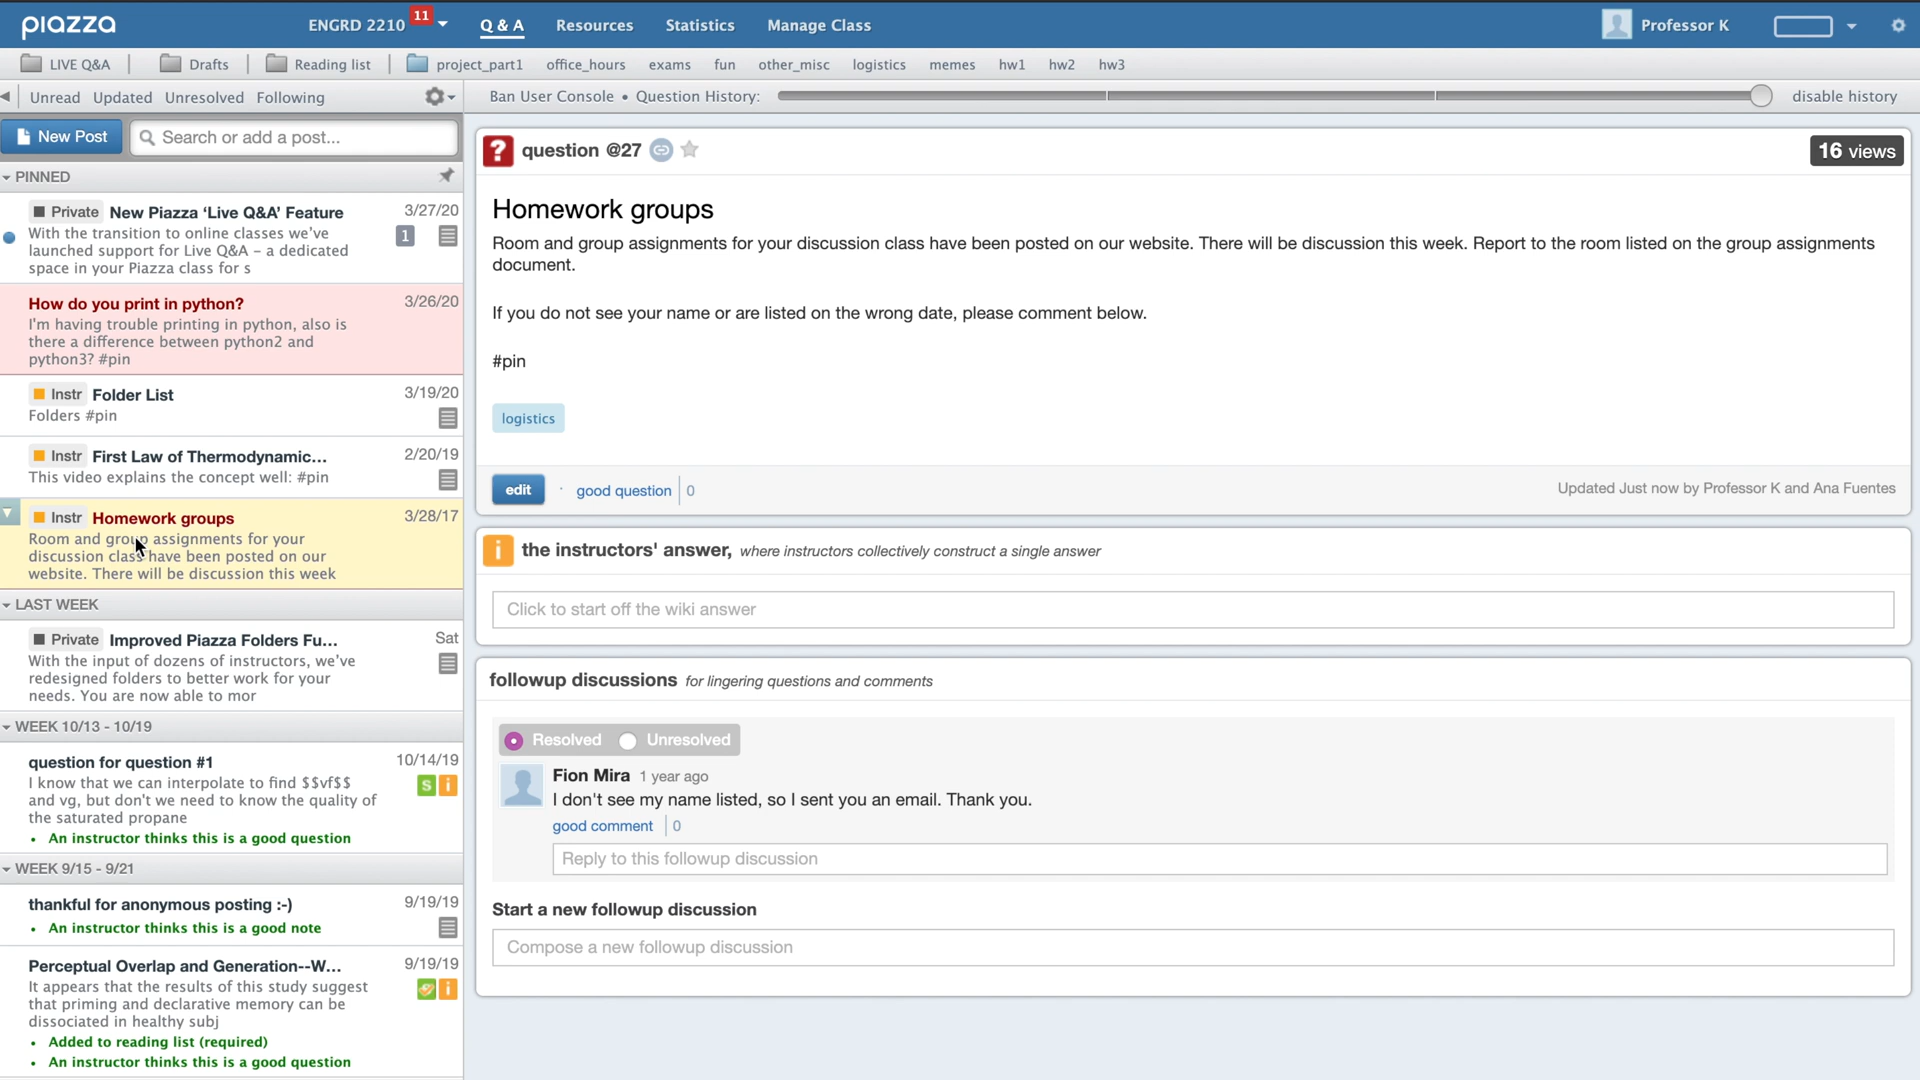 piazza
ENGRD 2210 11
Q & A
Resources
Statistics
Manage Class
Professor K
LIVE Q&A
Drafts
Reading list
project_part1
office_hours
exams
fun
other_misc
logistics
memes
hw1
hw2
hw3
Unread Updated Unresolved Following
Ban User Console • Question History:
disable history
New Post
Search or add a post...
PINNED
Private New Piazza ‘Live Q&A’ Feature 3/27/20
With the transition to online classes we’ve 1
launched support for Live Q&A – a dedicated
space in your Piazza class for s
How do you print in python? 3/26/20
I'm having trouble printing in python, also is
there a difference between python2 and
python3? #pin
Instr Folder List 3/19/20
Folders #pin
Instr First Law of Thermodynamic... 2/20/19
This video explains the concept well: #pin
Instr Homework groups 3/28/17
Room and group assignments for your
discussion class have been posted on our
website. There will be discussion this week
LAST WEEK
Private Improved Piazza Folders Fu... Sat
With the input of dozens of instructors, we’ve
redesigned folders to better work for your
needs. You are now able to mor
WEEK 10/13 - 10/19
question for question #1 10/14/19
I know that we can interpolate to find $$vf$$ S i
and vg, but don't we need to know the quality of
the saturated propane
• An instructor thinks this is a good question
WEEK 9/15 - 9/21
thankful for anonymous posting :-) 9/19/19
• An instructor thinks this is a good note
Perceptual Overlap and Generation--W... 9/19/19
It appears that the results of this study suggest i
that priming and declarative memory can be
dissociated in healthy subj
• Added to reading list (required)
• An instructor thinks this is a good question
? question @27
16 views
Homework groups
Room and group assignments for your discussion class have been posted on our website. There will be discussion this week. Report to the room listed on the group assignments
document.
If you do not see your name or are listed on the wrong date, please comment below.
#pin
logistics
edit · good question 0
Updated Just now by Professor K and Ana Fuentes
i the instructors' answer, where instructors collectively construct a single answer
Click to start off the wiki answer
followup discussions for lingering questions and comments
Resolved Unresolved
Fion Mira 1 year ago
I don't see my name listed, so I sent you an email. Thank you.
good comment 0
Reply to this followup discussion
Start a new followup discussion
Compose a new followup discussion